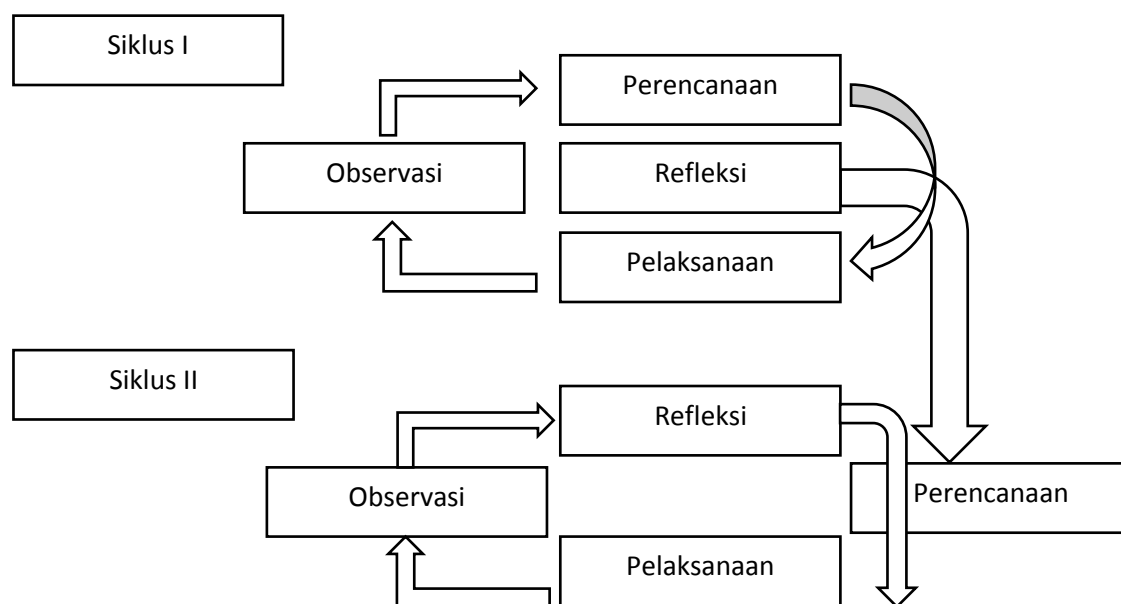 Siklus I
Perencanaan
Observasi
Refleksi
Pelaksanaan
Siklus II
Refleksi
Observasi
Perencanaan
Pelaksanaan